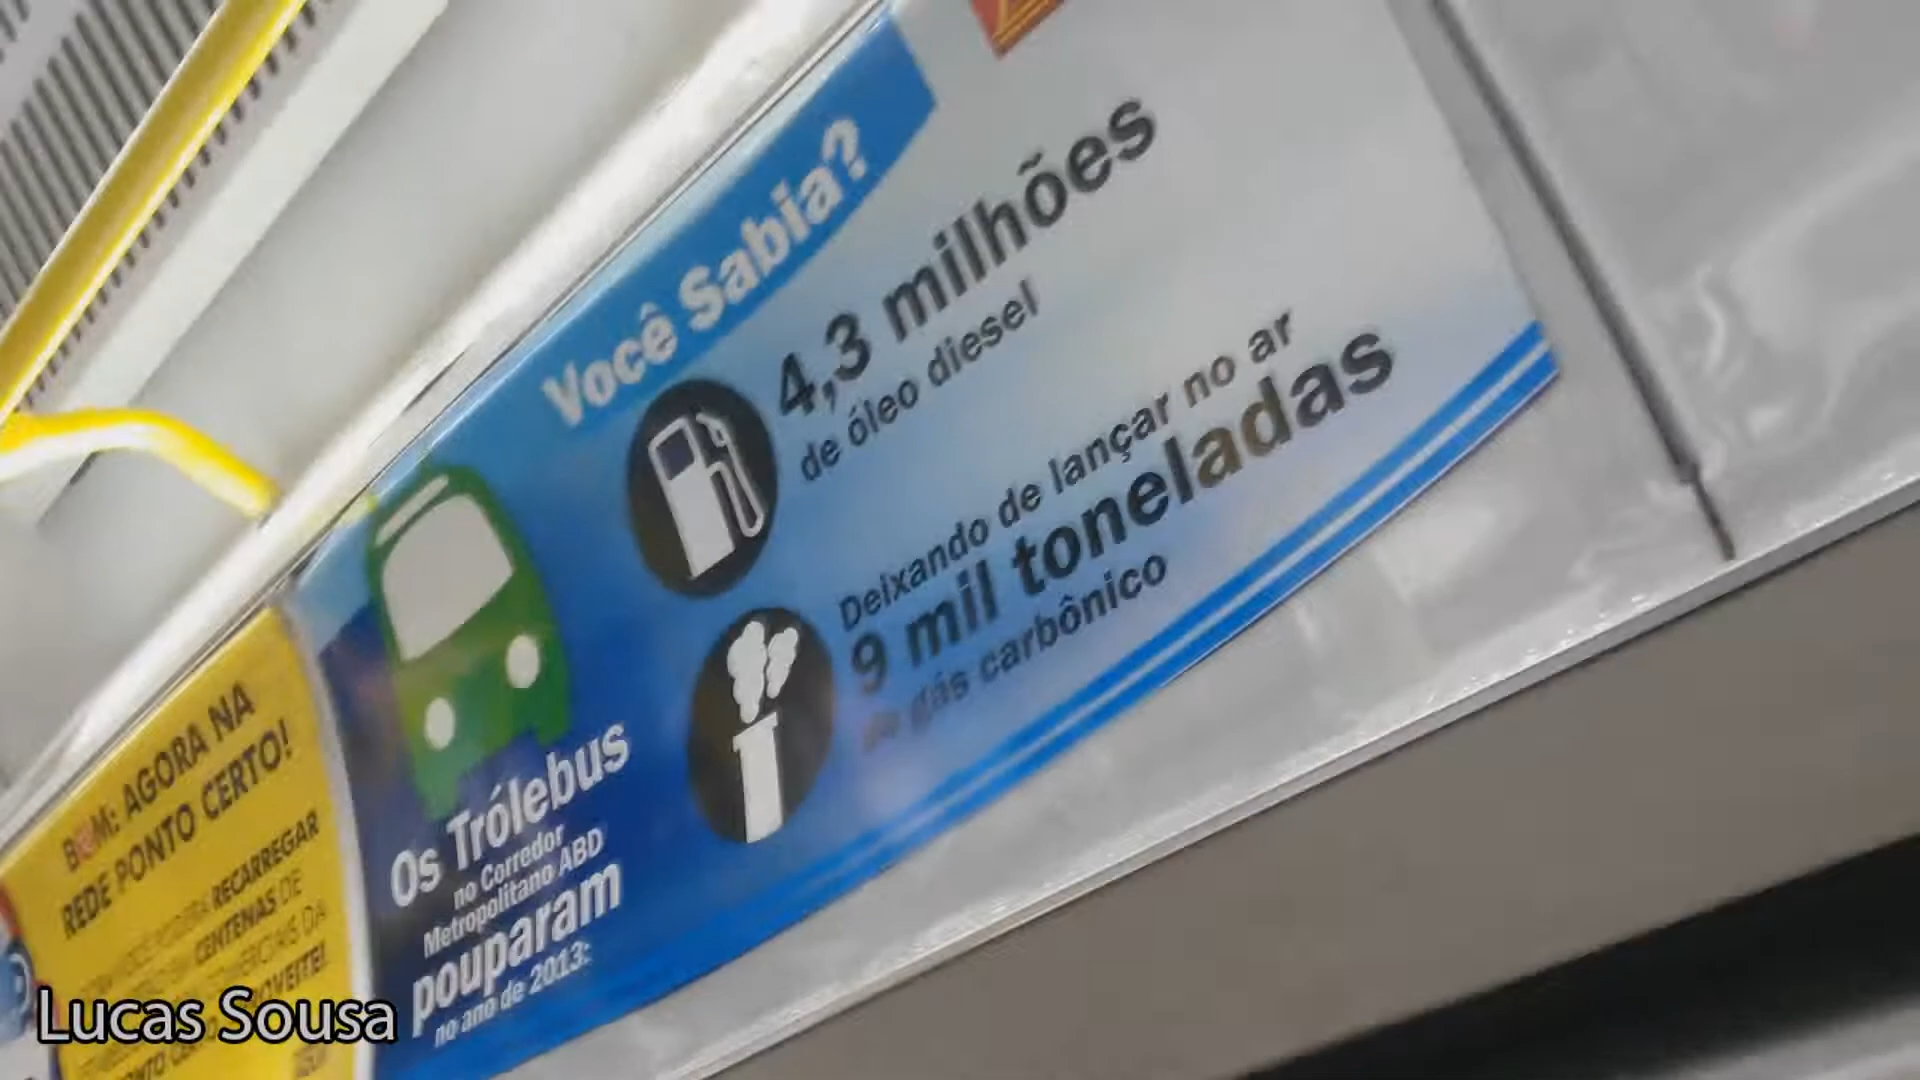 Você Sabia?
4,3 milhões
de óleo diesel
Deixando de lançar no ar
9 mil toneladas
de gás carbônico
Os Trólebus
no Corredor
Metropolitano ABD
pouparam
no ano de 2013:
BOM: AGORA NA
REDE PONTO CERTO!
RECARREGAR
CENTENAS DE
Lucas Sousa